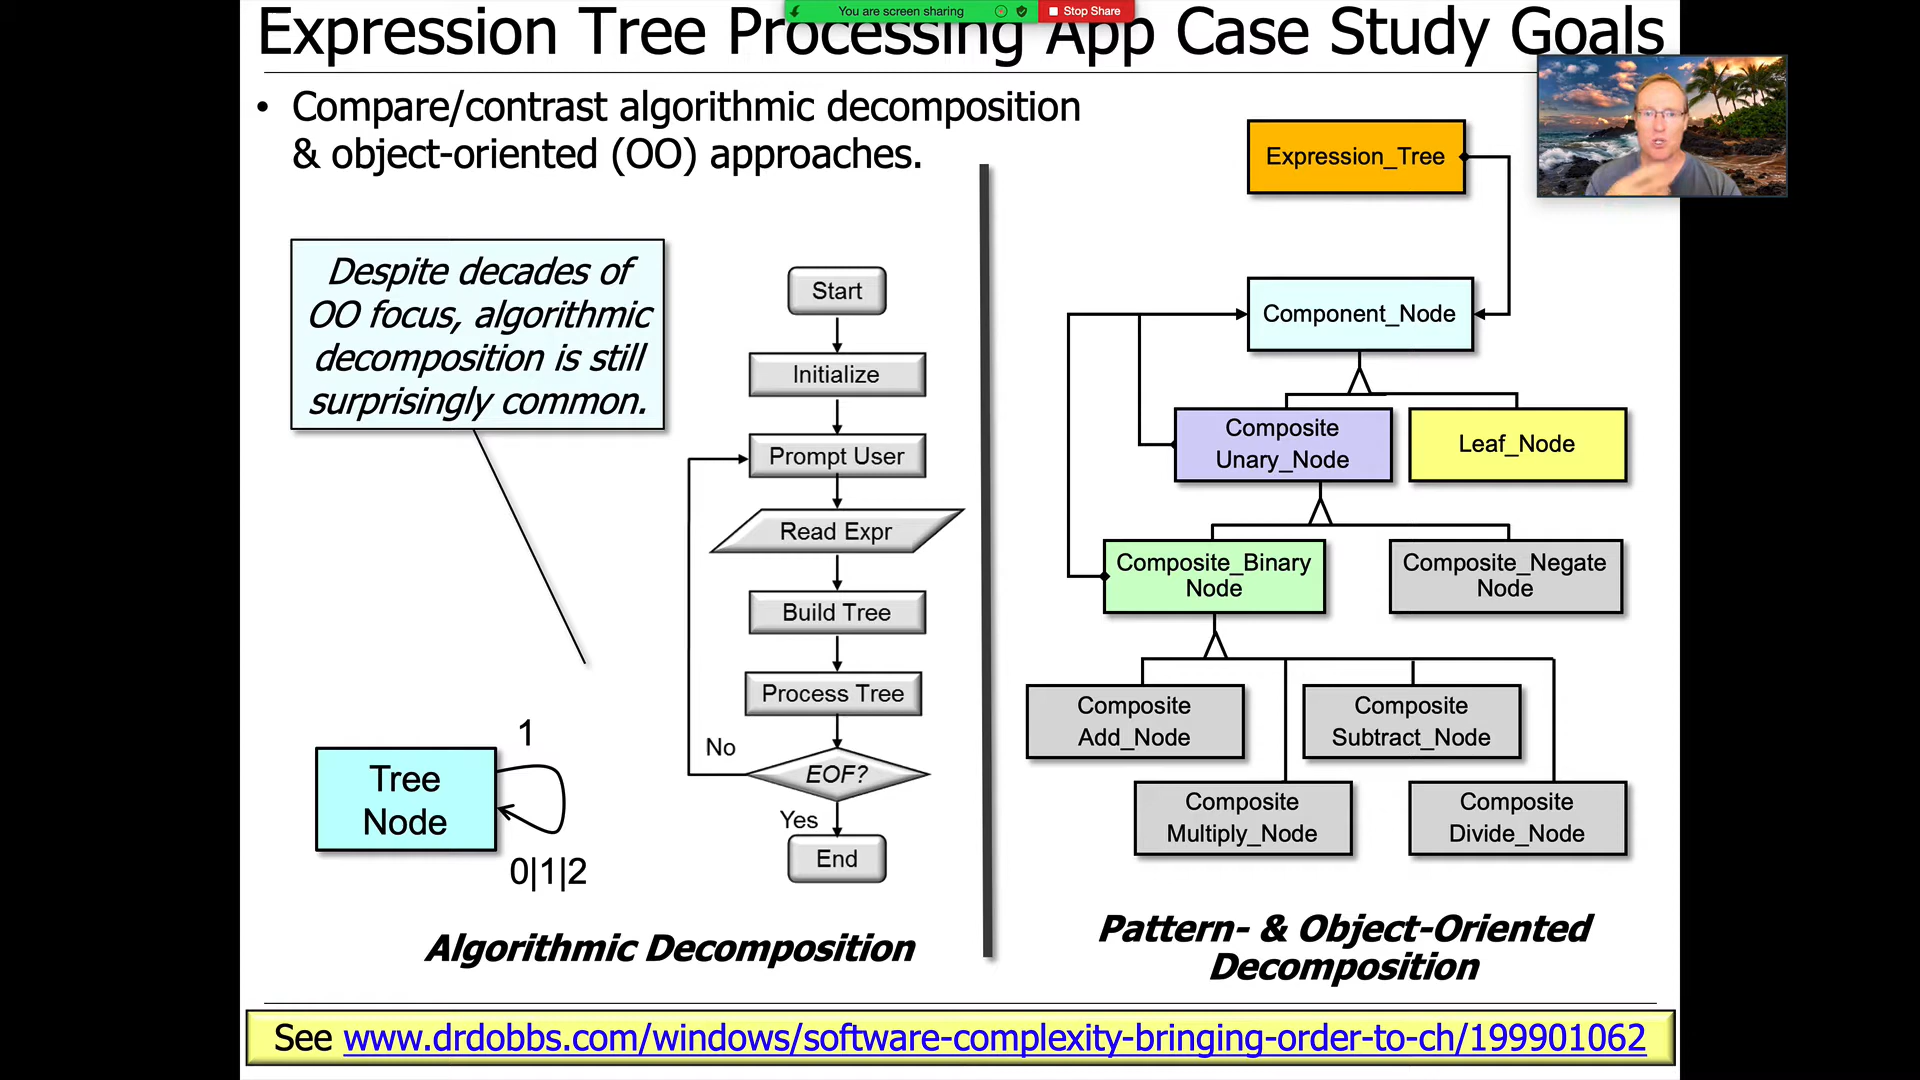 Expression Tree Processing App Case Study Goals
You are screen sharing
Stop Share
• Compare/contrast algorithmic decomposition
& object-oriented (OO) approaches.
Despite decades of
OO focus, algorithmic
decomposition is still
surprisingly common.
Start
Initialize
Prompt User
Read Expr
Build Tree
Process Tree
No
EOF?
Yes
End
1
Tree
Node
0|1|2
Algorithmic Decomposition
Expression_Tree
Component_Node
Composite
Unary_Node
Leaf_Node
Composite_Binary
Node
Composite_Negate
Node
Composite
Add_Node
Composite
Subtract_Node
Composite
Multiply_Node
Composite
Divide_Node
Pattern- & Object-Oriented
Decomposition
See www.drdobbs.com/windows/software-complexity-bringing-order-to-ch/199901062